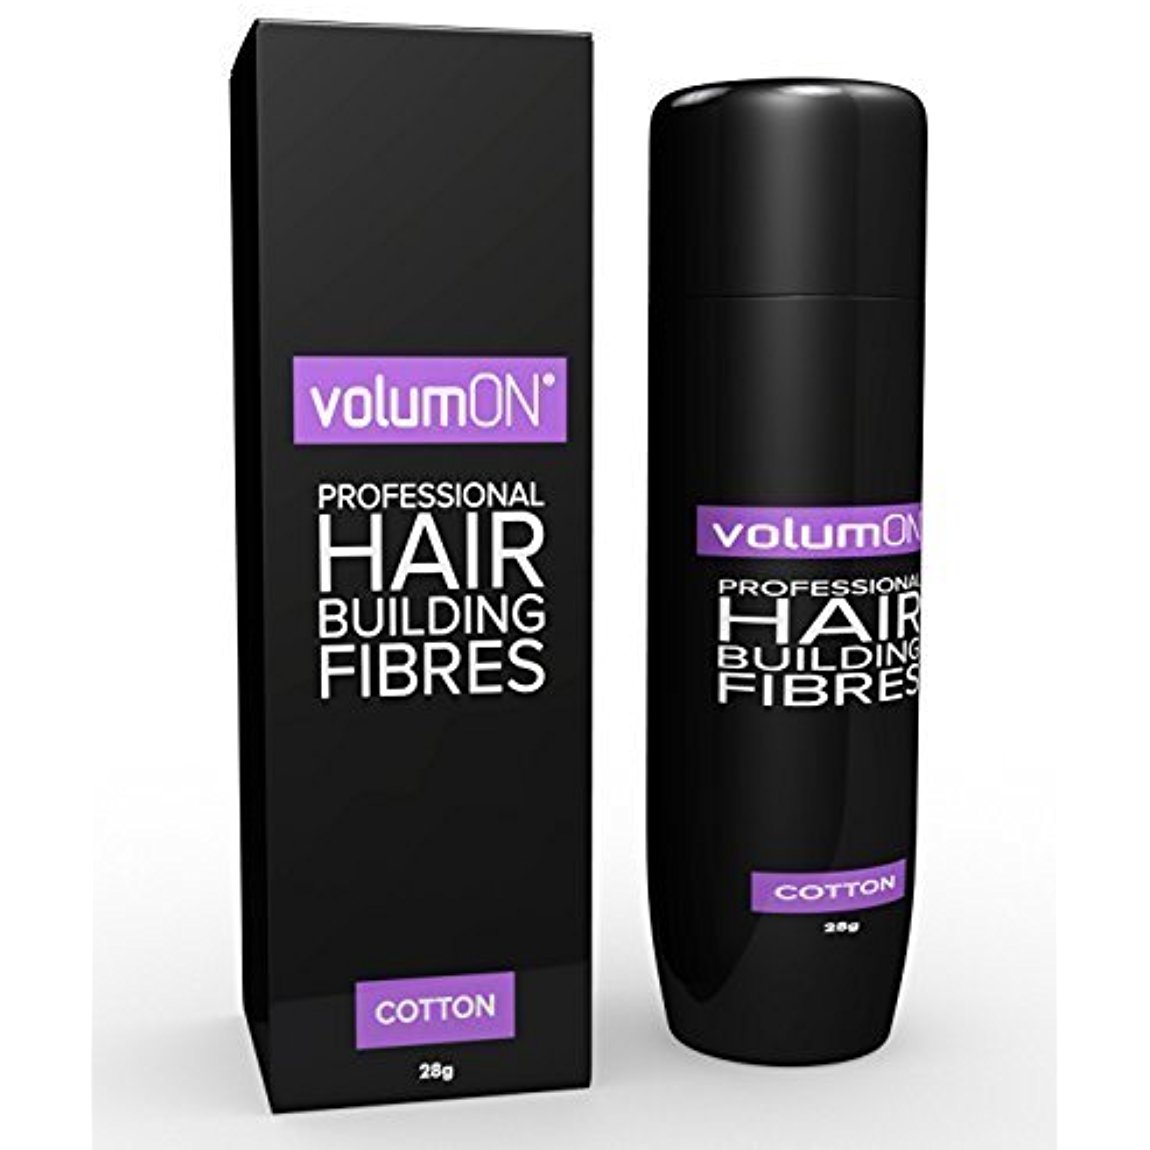 volumON®
PROFESSIONAL
HAIR
BUILDING
FIBRES
COTTON
28g
volumON
PROFESSIONAL
HAIR
BUILDING
FIBRES
COTTON
28g